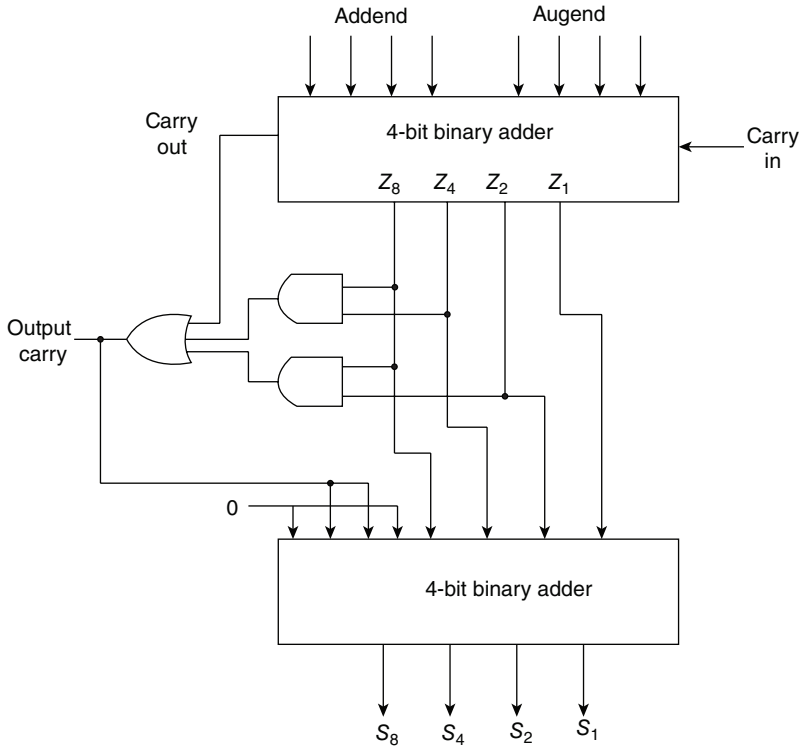 Addend
Augend
Carry
out
4-bit binary adder
Carry
in
Z8
Z4
Z2
Z1
Output
carry
0
4-bit binary adder
S8
S4
S2
S1